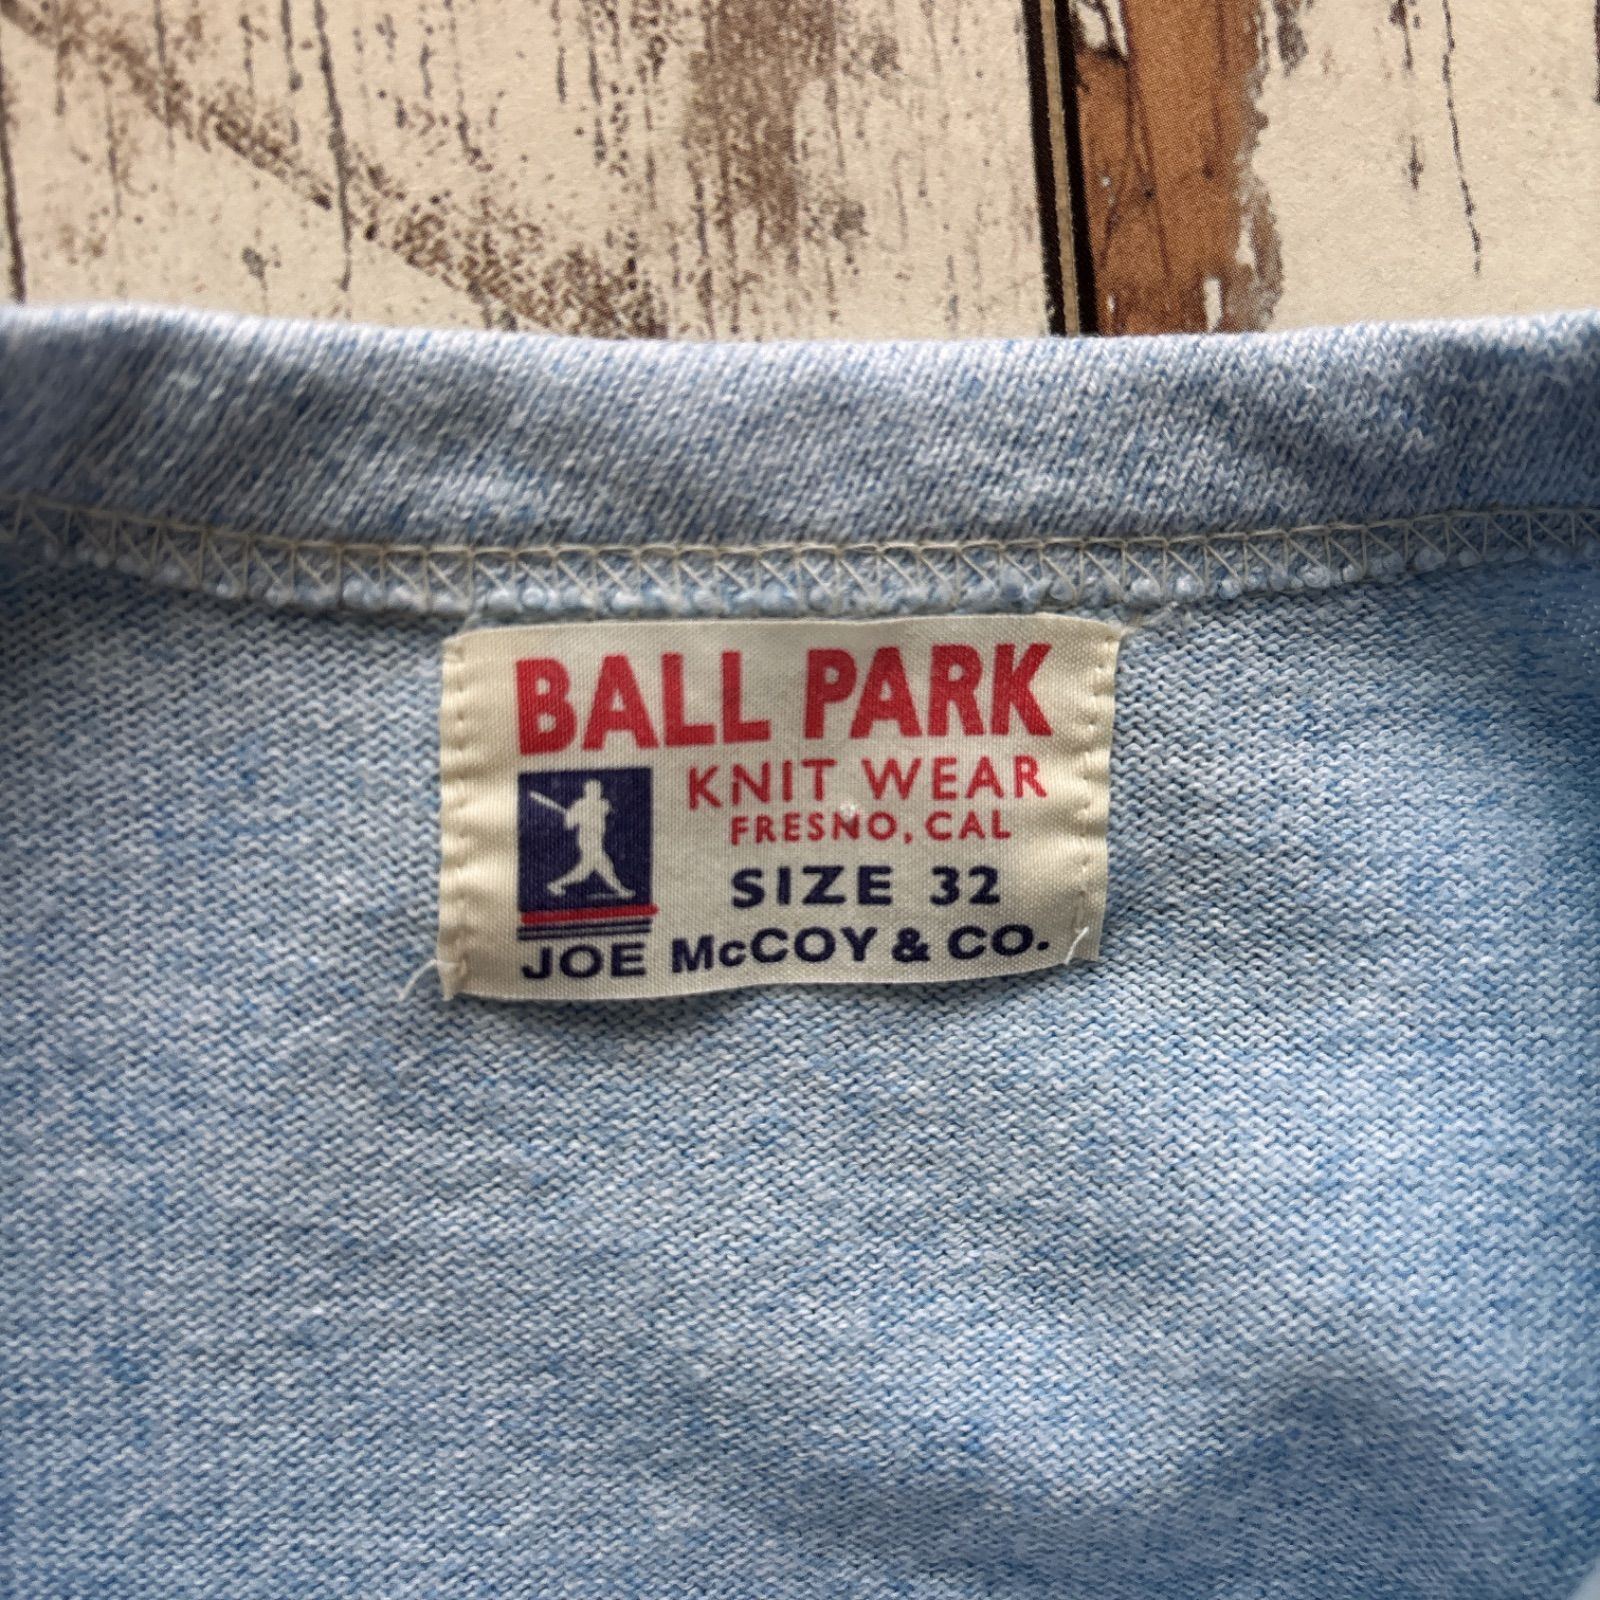 BALL PARK
KNIT WEAR
FRESNO, CAL
SIZE 32
JOE McCOY & CO.